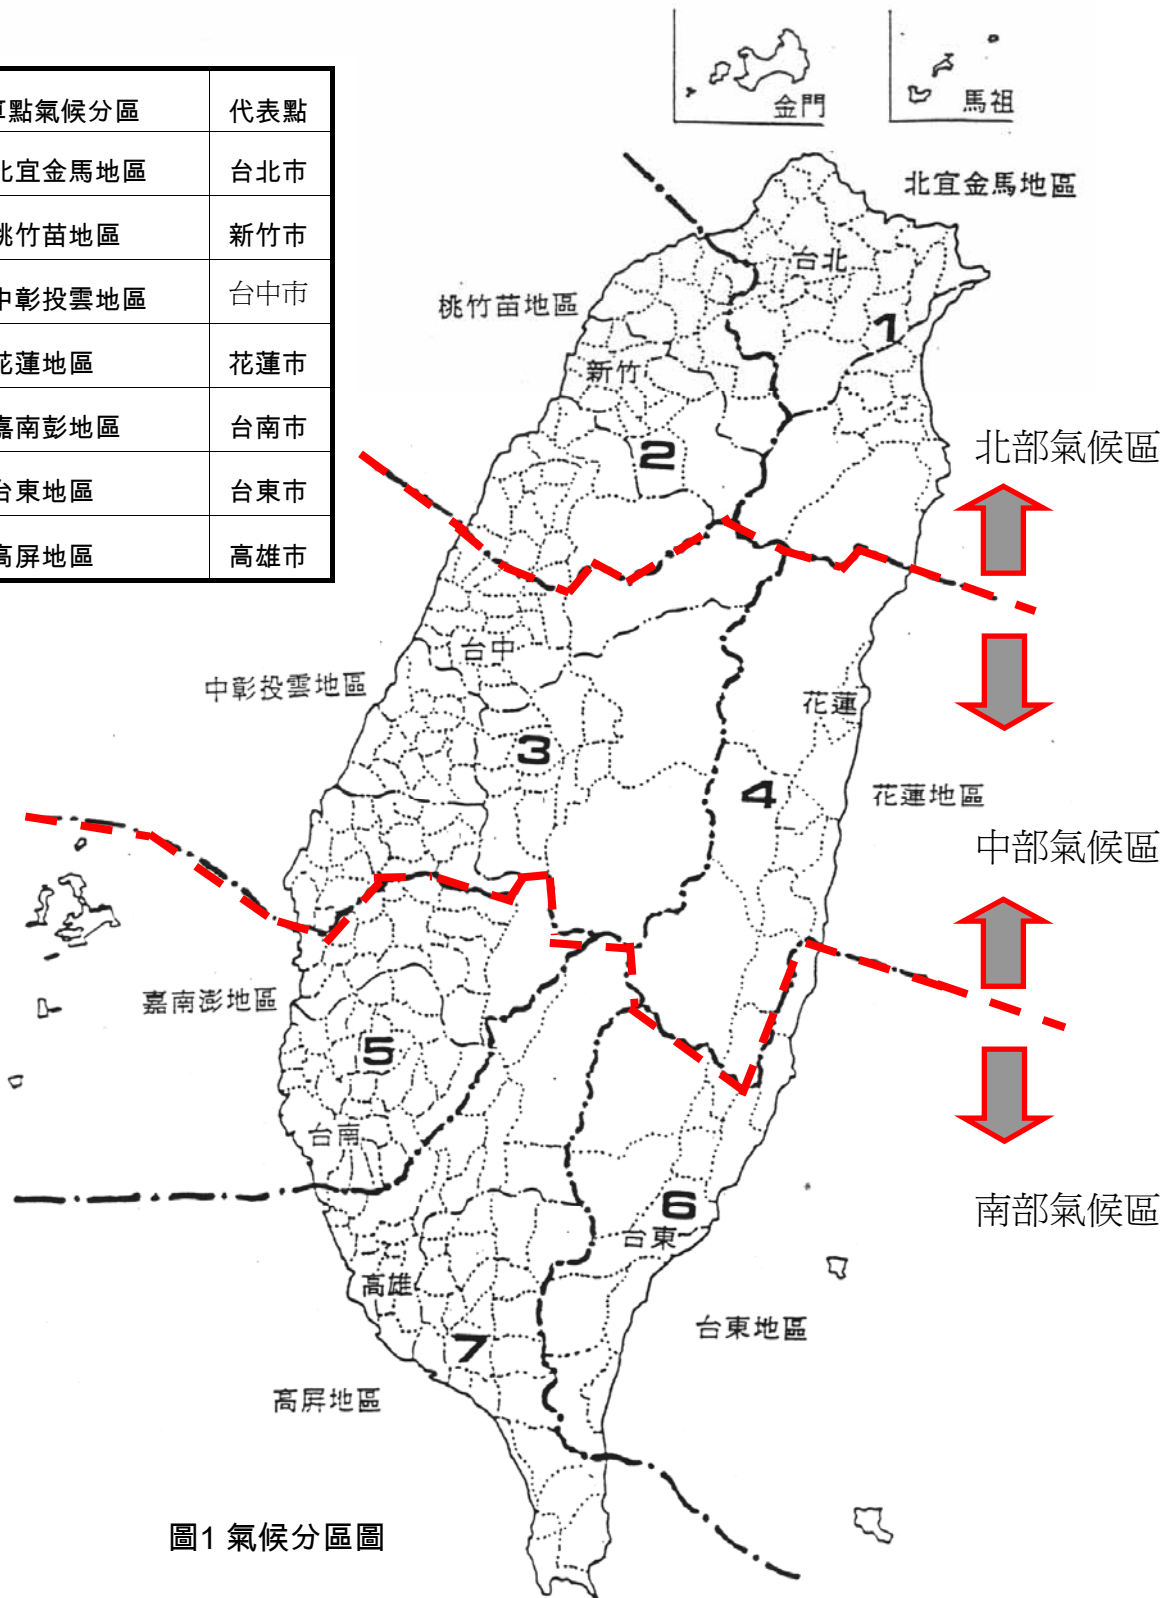 金門
馬祖
點氣候分區 代表點
北宜金馬地區 台北市
桃竹苗地區 新竹市
中彰投雲地區 台中市
花蓮地區 花蓮市
嘉南彭地區 台南市
台東地區 台東市
高屏地區 高雄市
北宜金馬地區
台北
1
桃竹苗地區
新竹
2
北部氣候區
台中
中彰投雲地區
3
花蓮
4
花蓮地區
中部氣候區
嘉南澎地區
5
台南
6
台東
南部氣候區
高雄
7
台東地區
高屏地區
圖1 氣候分區圖